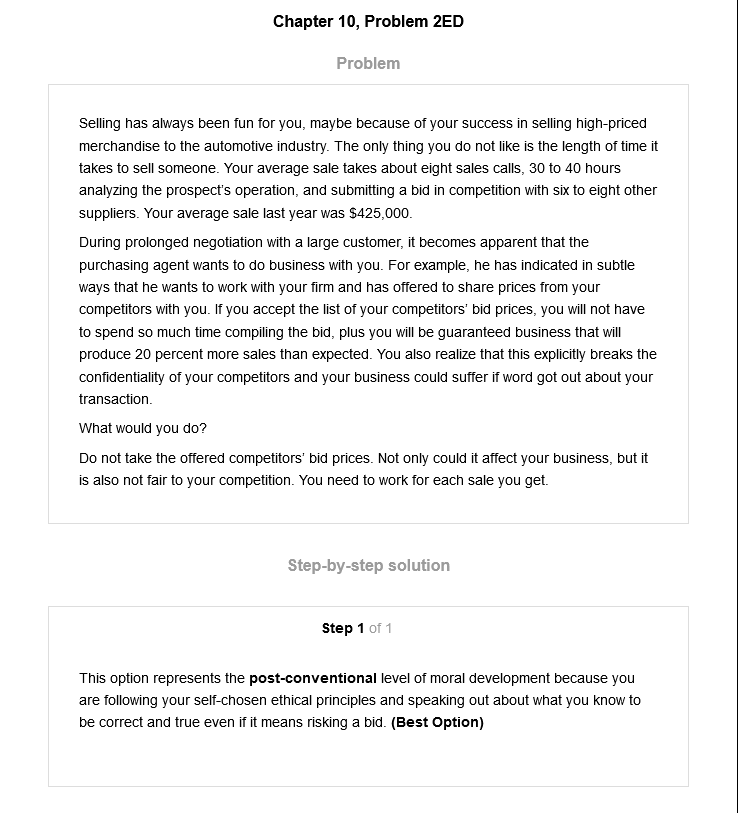 Chapter 10, Problem 2ED
Problem
Selling has always been fun for you, maybe because of your success in selling high-priced
merchandise to the automotive industry. The only thing you do not like is the length of time it
takes to sell someone. Your average sale takes about eight sales calls, 30 to 40 hours
analyzing the prospect's operation, and submitting a bid in competition with six to eight other
suppliers. Your average sale last year was $425,000.
During prolonged negotiation with a large customer, it becomes apparent that the
purchasing agent wants to do business with you. For example, he has indicated in subtle
ways that he wants to work with your firm and has offered to share prices from your
competitors with you. If you accept the list of your competitors' bid prices, you will not have
to spend so much time compiling the bid, plus you will be guaranteed business that will
produce 20 percent more sales than expected. You also realize that this explicitly breaks the
confidentiality of your competitors and your business could suffer if word got out about your
transaction.
What would you do?
Do not take the offered competitors' bid prices. Not only could it affect your business, but it
is also not fair to your competition. You need to work for each sale you get.
Step-by-step solution
Step 1 of 1
This option represents the post-conventional level of moral development because you
are following your self-chosen ethical principles and speaking out about what you know to
be correct and true even if it means risking a bid. (Best Option)